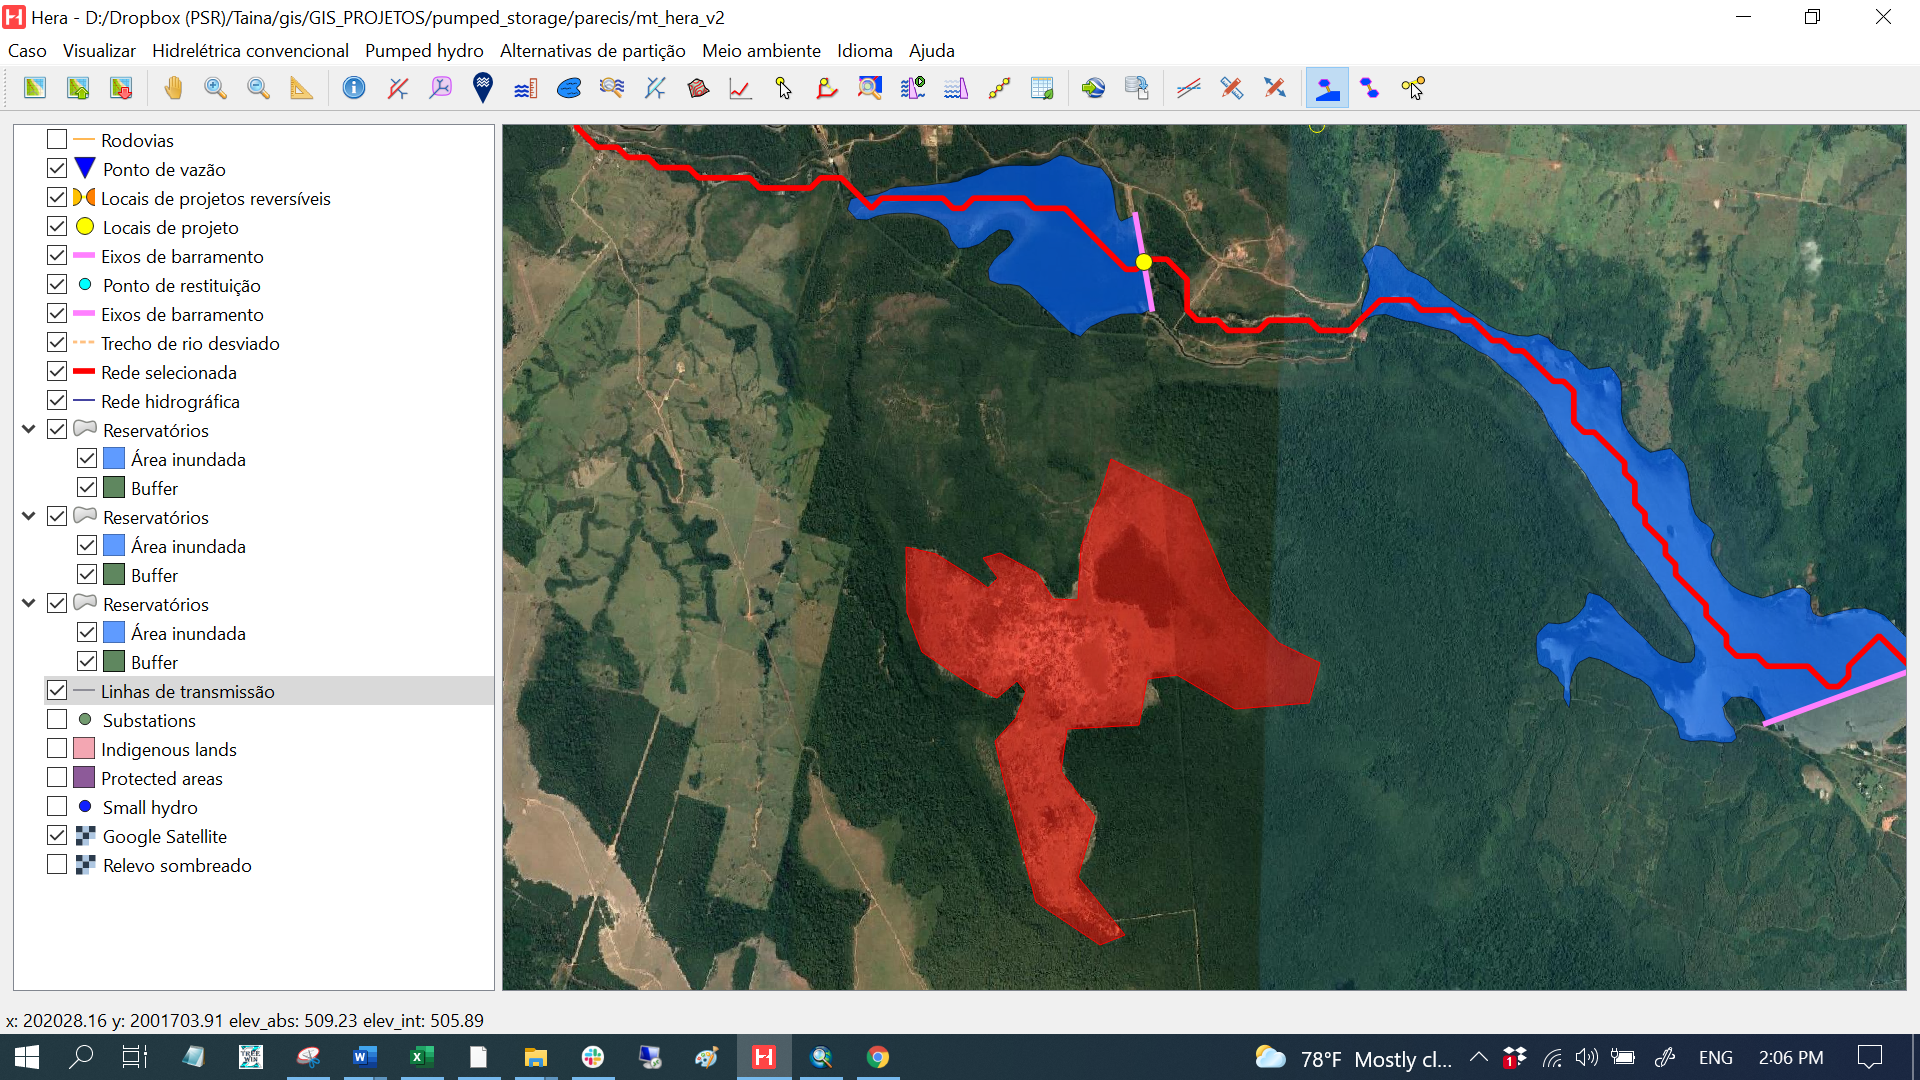 Hera - D:/Dropbox (PSR)/Taina/gis/GIS_PROJETOS/pumped_storage/parecis/mt_hera_v2
Caso Visualizar Hidrelétrica convencional Pumped hydro Alternativas de partição Meio ambiente Idioma Ajuda
Rodovias
Ponto de vazão
Locais de projetos reversíveis
Locais de projeto
Eixos de barramento
Ponto de restituição
Eixos de barramento
Trecho de rio desviado
Rede selecionada
Rede hidrográfica
Reservatórios
Área inundada
Buffer
Reservatórios
Área inundada
Buffer
Reservatórios
Área inundada
Buffer
Linhas de transmissão
Substations
Indigenous lands
Protected areas
Small hydro
Google Satellite
Relevo sombreado
x: 202028.16 y: 2001703.91 elev_abs: 509.23 elev_int: 505.89
TREE WIN
H
78°F Mostly cl... 1 ENG 2:06 PM